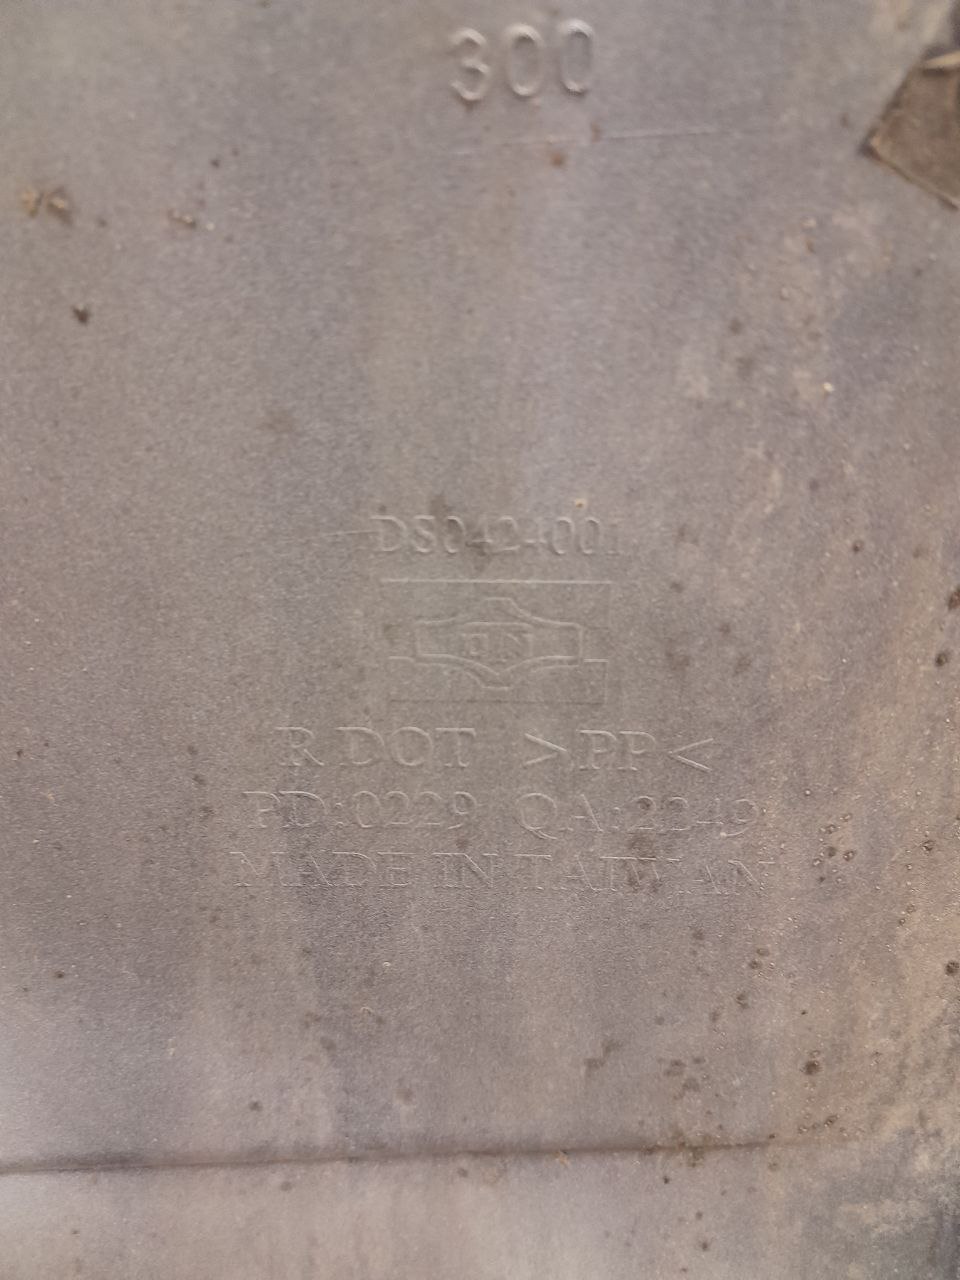 300
DS0424001
R DOT >PP<
PD:0229 QA:2249
MADE IN TAIWAN